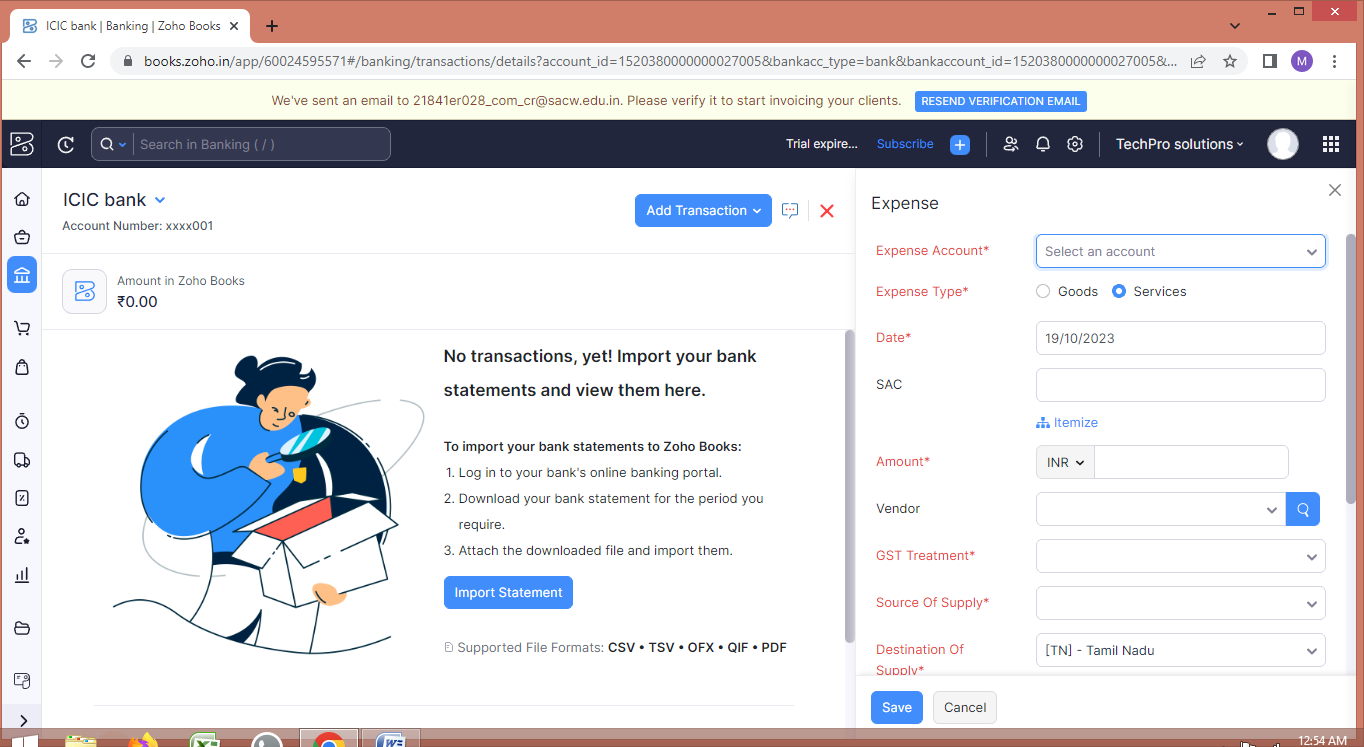 ICIC bank | Banking | Zoho Books
books.zoho.in/app/60024595571#/banking/transactions/details?account_id=1520380000000027005&bankacc_type=bank&bankaccount_id=1520380000000027005&...
M
We've sent an email to 21841er028_com_cr@sacw.edu.in. Please verify it to start invoicing your clients. RESEND VERIFICATION EMAIL
Search in Banking ( / )
Trial expire... Subscribe TechPro solutions
ICIC bank
Account Number: xxxx001
Add Transaction
Amount in Zoho Books
₹0.00
No transactions, yet! Import your bank
statements and view them here.
To import your bank statements to Zoho Books:
1. Log in to your bank's online banking portal.
2. Download your bank statement for the period you
require.
3. Attach the downloaded file and import them.
Import Statement
Supported File Formats: CSV • TSV • OFX • QIF • PDF
Expense
Expense Account* Select an account
Expense Type* Goods Services
Date* 19/10/2023
SAC
Itemize
Amount* INR
Vendor
GST Treatment*
Source Of Supply*
Destination Of
Supply*
[TN] - Tamil Nadu
Save Cancel
12:54 AM